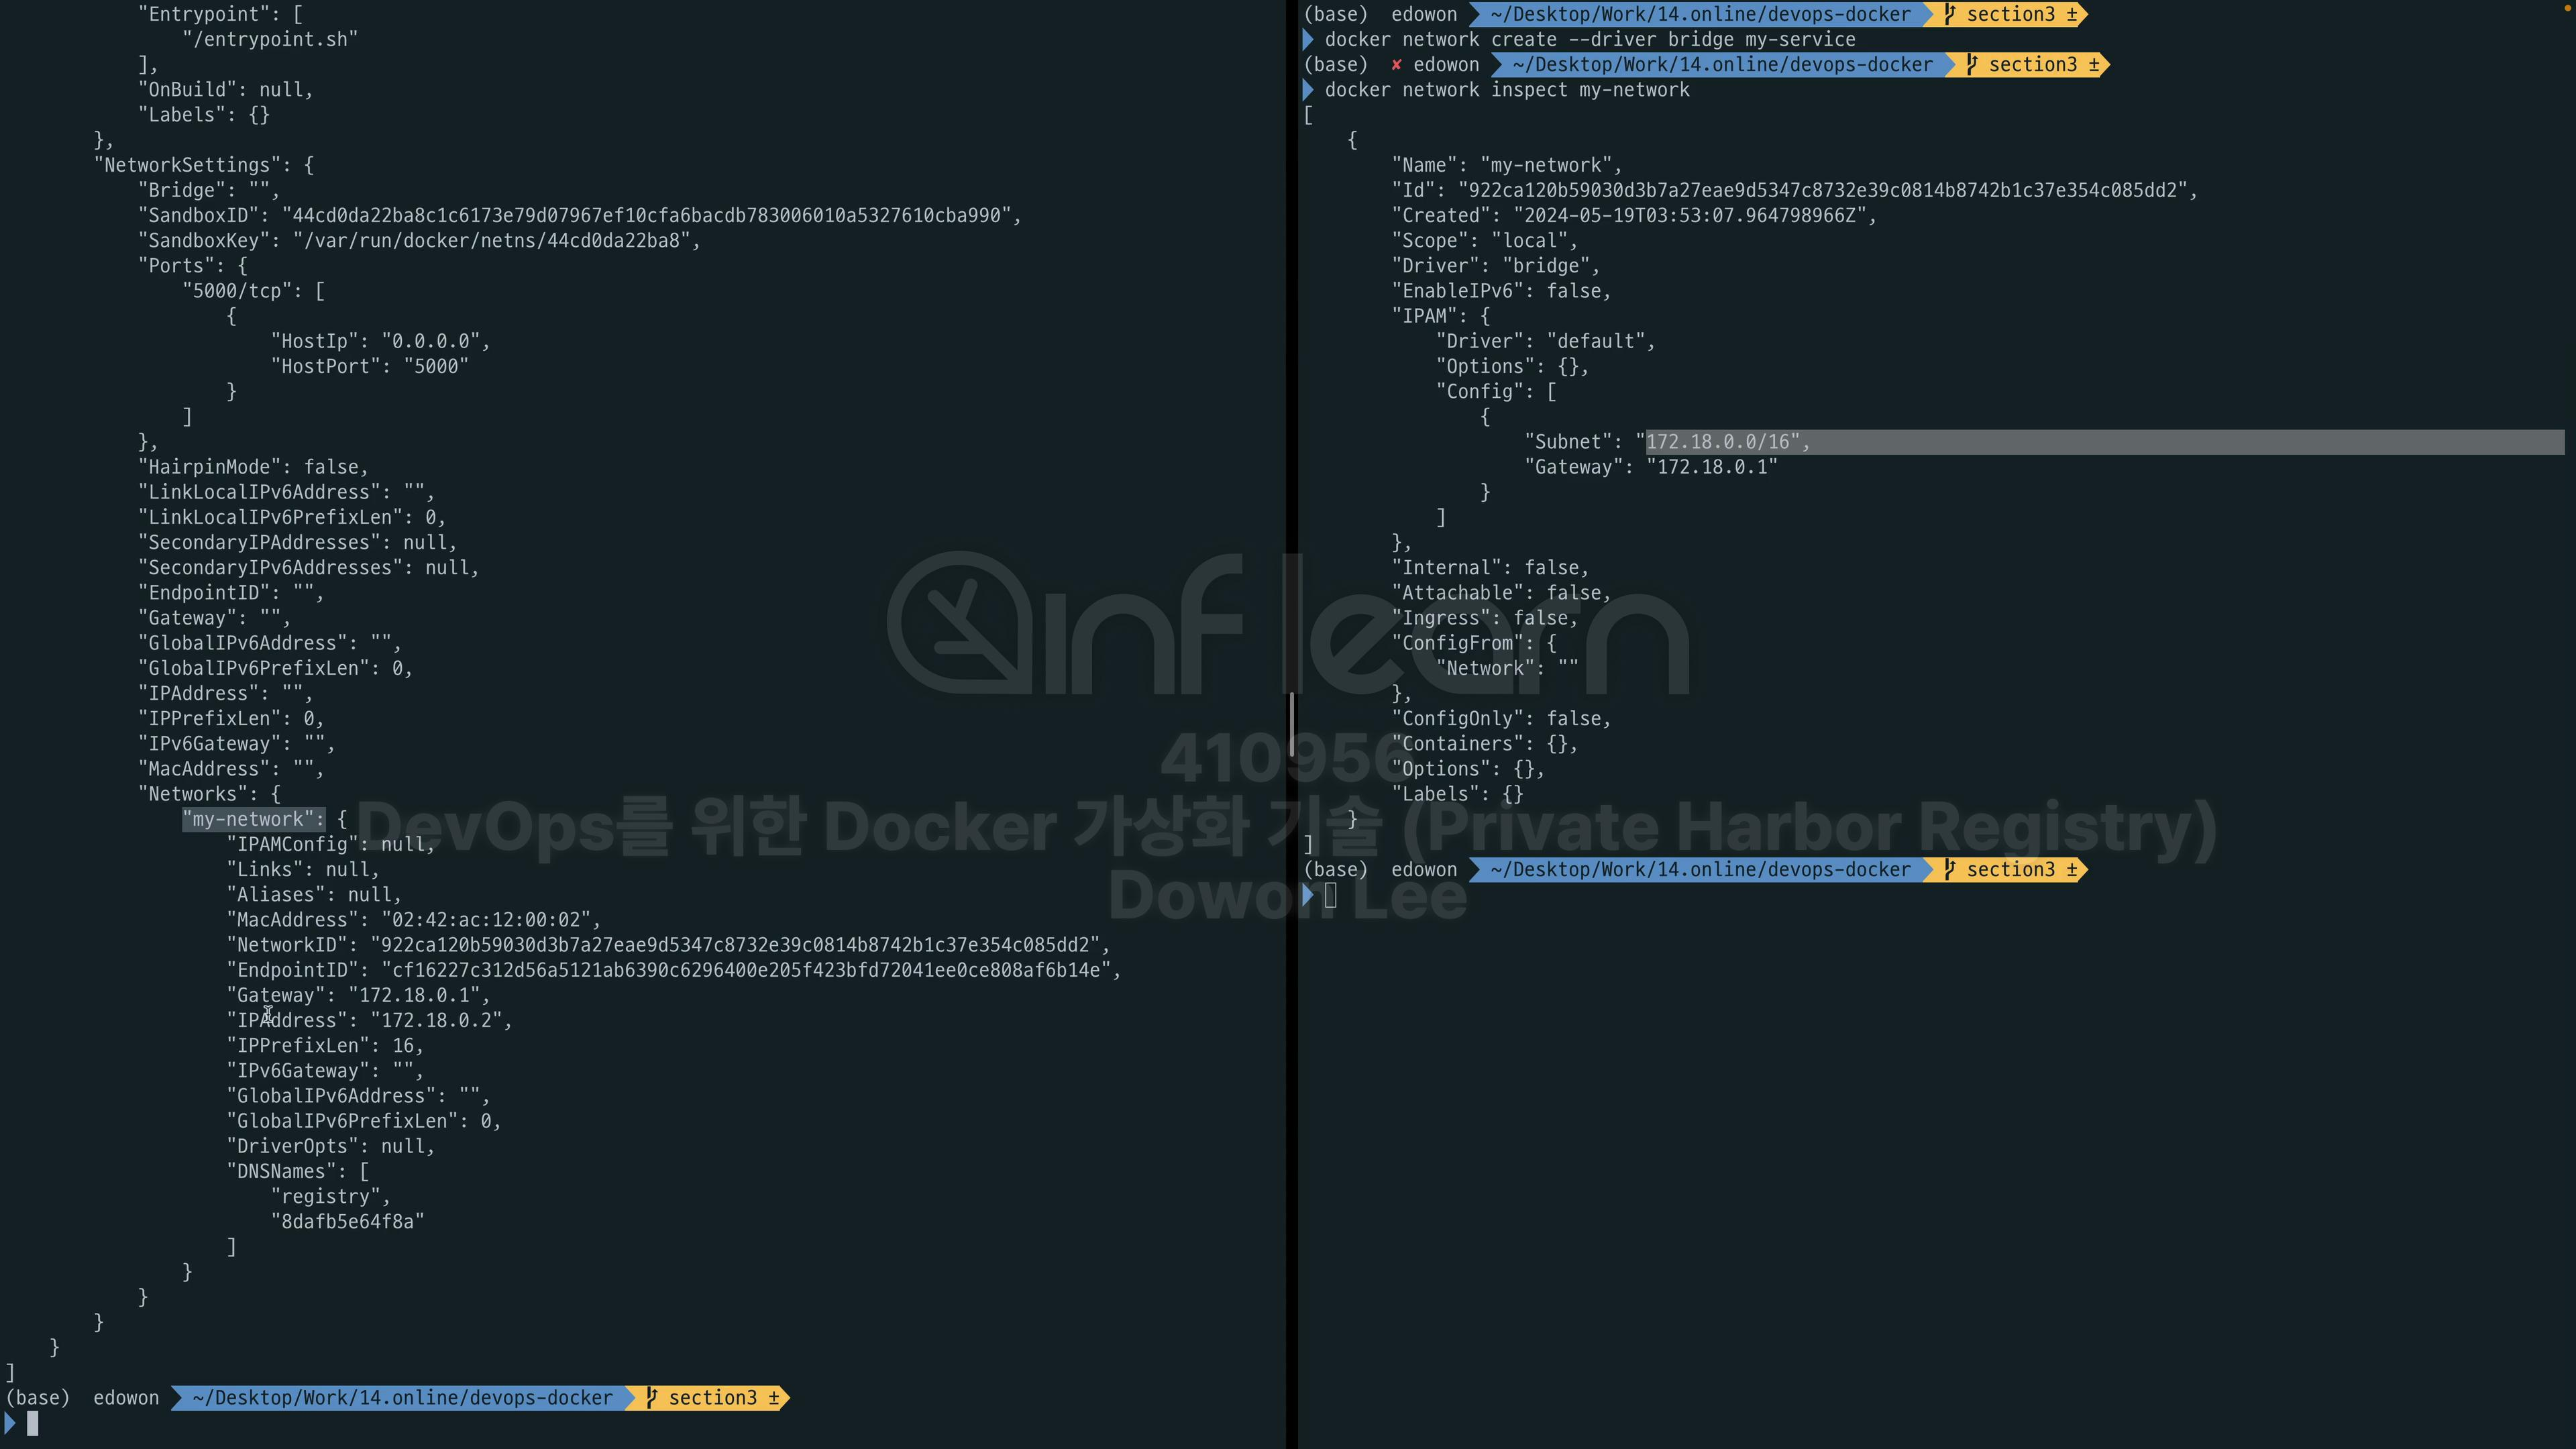 "Entrypoint": [
"/entrypoint.sh"
],
"OnBuild": null,
"Labels": {}
},
"NetworkSettings": {
"Bridge": "",
"SandboxID": "44cd0da22ba8c1c6173e79d07967ef10cfa6bacdb783006010a5327610cba990",
"SandboxKey": "/var/run/docker/netns/44cd0da22ba8",
"Ports": {
"5000/tcp": [
{
"HostIp": "0.0.0.0",
"HostPort": "5000"
}
]
},
"HairpinMode": false,
"LinkLocalIPv6Address": "",
"LinkLocalIPv6PrefixLen": 0,
"SecondaryIPAddresses": null,
"SecondaryIPv6Addresses": null,
"EndpointID": "",
"Gateway": "",
"GlobalIPv6Address": "",
"GlobalIPv6PrefixLen": 0,
"IPAddress": "",
"IPPrefixLen": 0,
"IPv6Gateway": "",
"MacAddress": "",
"Networks": {
"my-network": {
"IPAMConfig": null,
"Links": null,
"Aliases": null,
"MacAddress": "02:42:ac:12:00:02",
"NetworkID": "922ca120b59030d3b7a27eae9d5347c8732e39c0814b8742b1c37e354c085dd2",
"EndpointID": "cf16227c312d56a5121ab6390c6296400e205f423bfd72041ee0ce808af6b14e",
"Gateway": "172.18.0.1",
"IPAddress": "172.18.0.2",
"IPPrefixLen": 16,
"IPv6Gateway": "",
"GlobalIPv6Address": "",
"GlobalIPv6PrefixLen": 0,
"DriverOpts": null,
"DNSNames": [
"registry",
"8dafb5e64f8a"
]
}
}
}
}
]
(base) edowon ~/Desktop/Work/14.online/devops-docker section3 ±
(base) edowon ~/Desktop/Work/14.online/devops-docker section3 ±
docker network create --driver bridge my-service
(base) ✘ edowon ~/Desktop/Work/14.online/devops-docker section3 ±
docker network inspect my-network
[
{
"Name": "my-network",
"Id": "922ca120b59030d3b7a27eae9d5347c8732e39c0814b8742b1c37e354c085dd2",
"Created": "2024-05-19T03:53:07.964798966Z",
"Scope": "local",
"Driver": "bridge",
"EnableIPv6": false,
"IPAM": {
"Driver": "default",
"Options": {},
"Config": [
{
"Subnet": "172.18.0.0/16",
"Gateway": "172.18.0.1"
}
]
},
"Internal": false,
"Attachable": false,
"Ingress": false,
"ConfigFrom": {
"Network": ""
},
"ConfigOnly": false,
"Containers": {},
"Options": {},
"Labels": {}
}
]
(base) edowon ~/Desktop/Work/14.online/devops-docker section3 ±
inflearn
410956
DevOps를 위한 Docker 가상화 기술 (Private Harbor Registry)
Dowon Lee